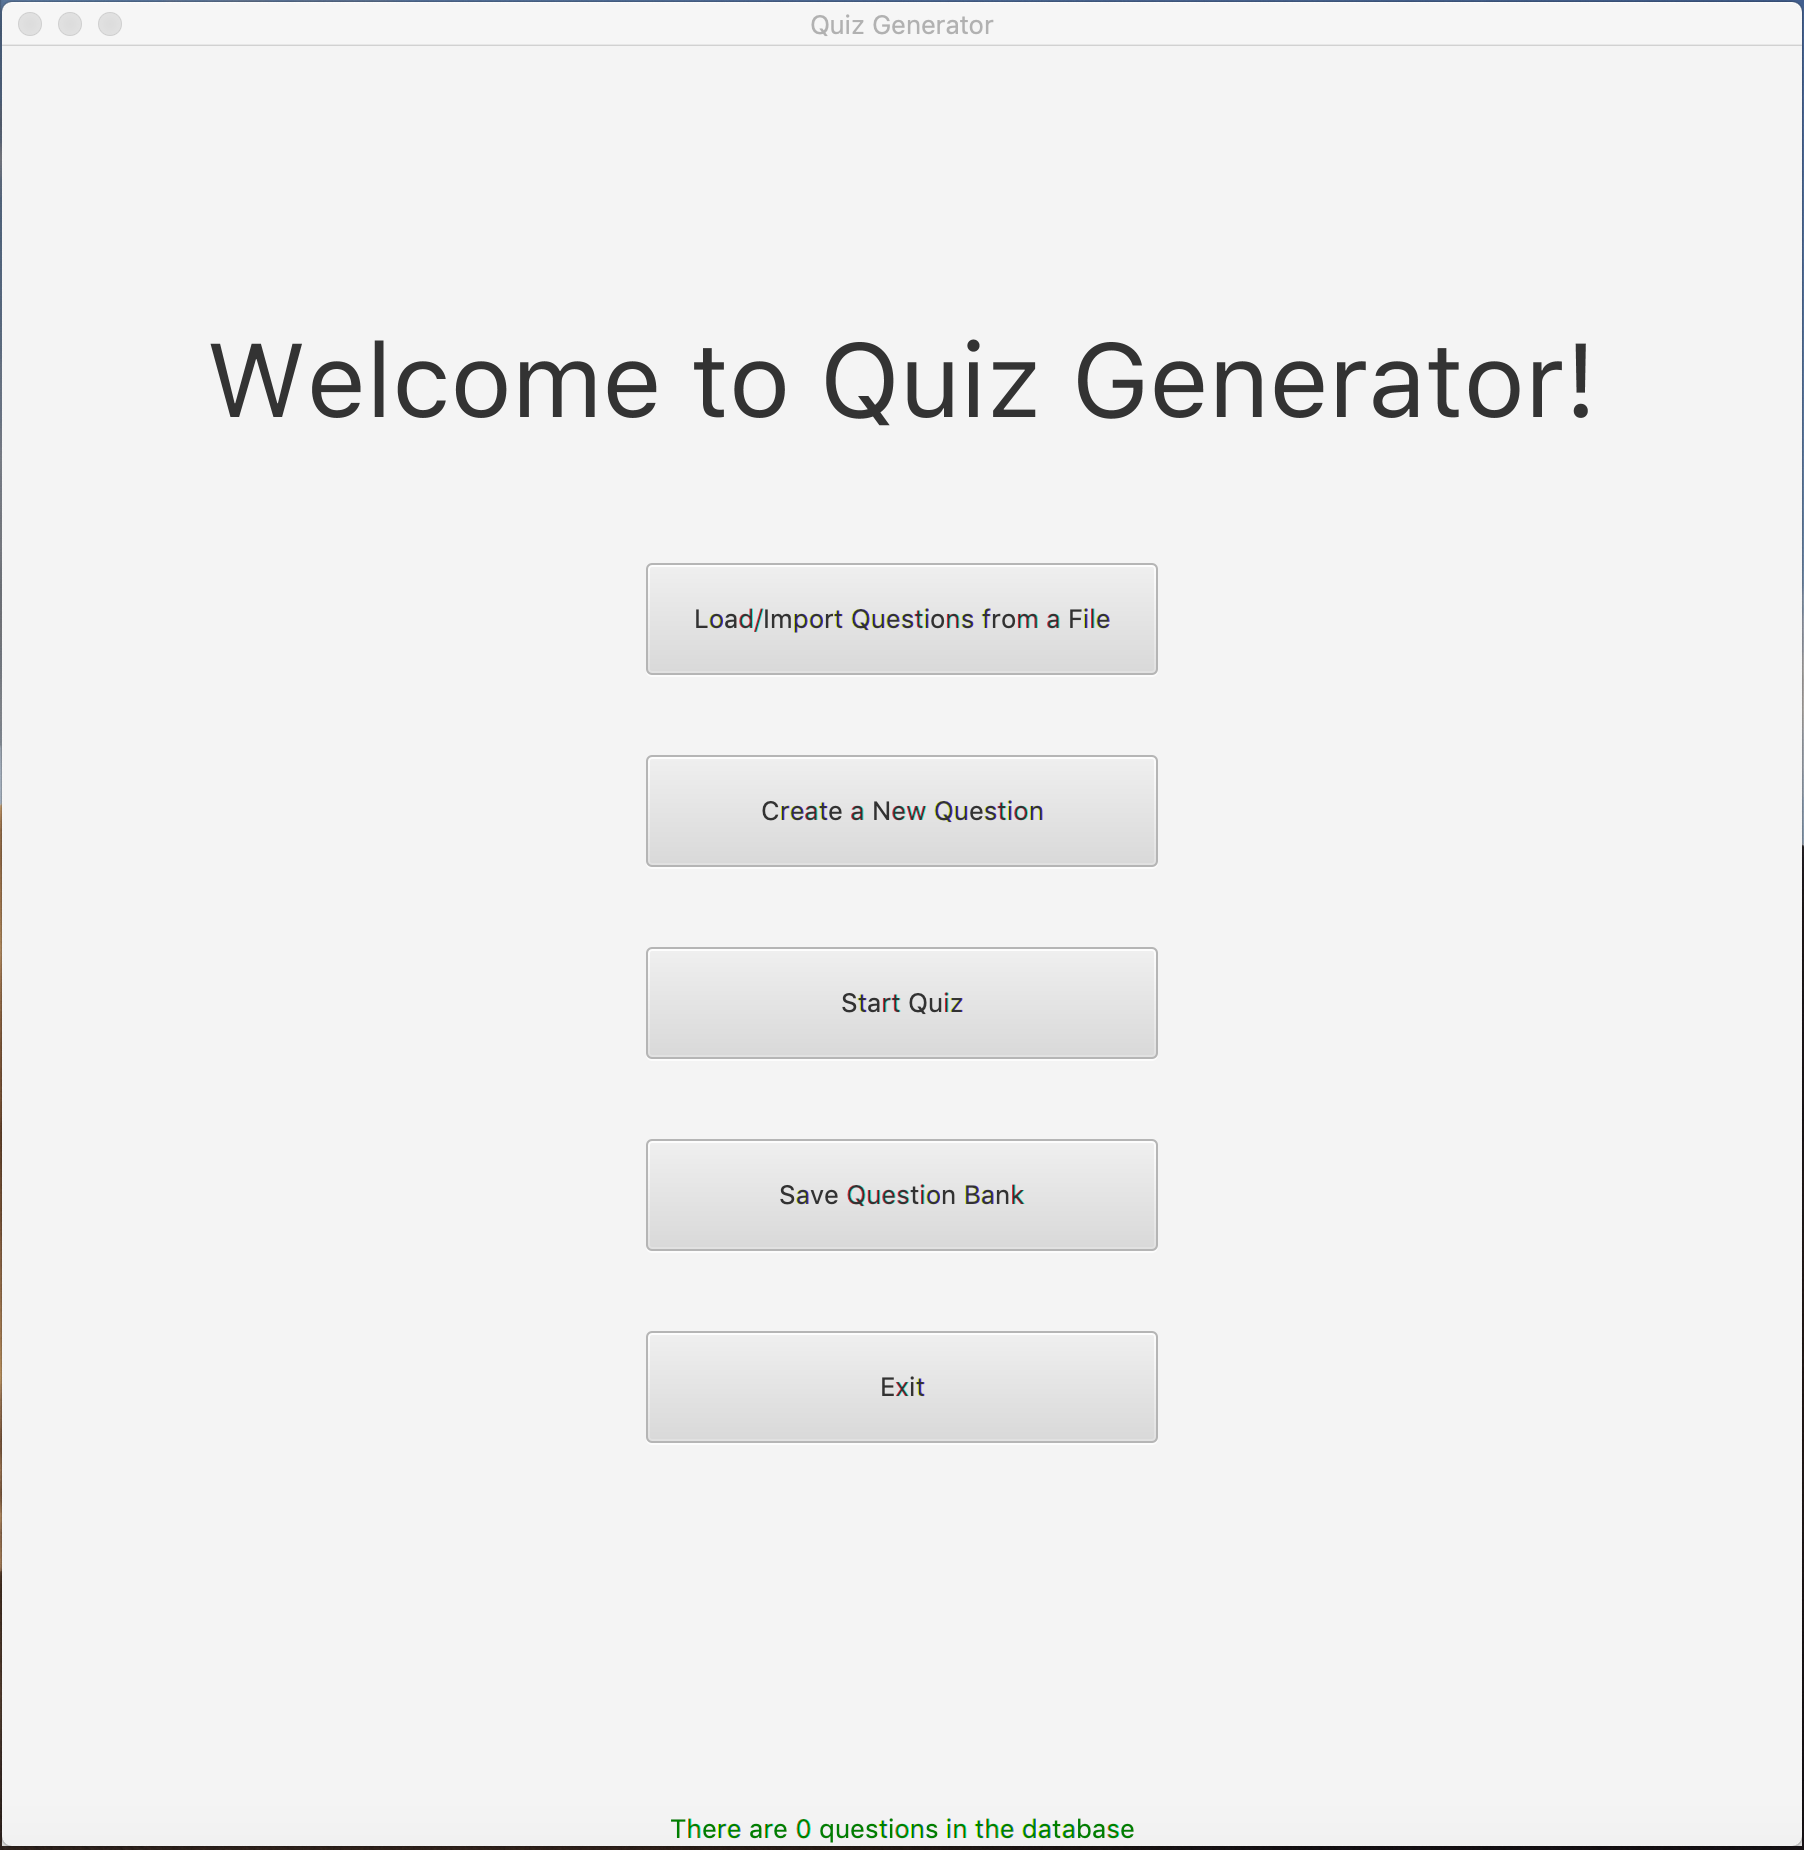 Quiz Generator
Welcome to Quiz Generator!
Load/Import Questions from a File
Create a New Question
Start Quiz
Save Question Bank
Exit
There are 0 questions in the database